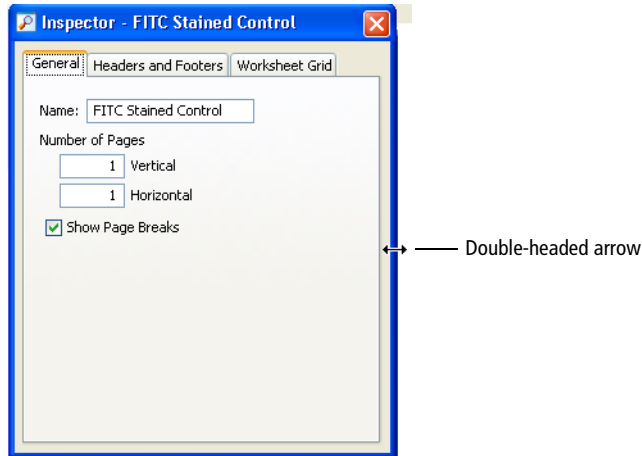 Inspector - FITC Stained Control
General Headers and Footers Worksheet Grid
Name: FITC Stained Control
Number of Pages
1 Vertical
1 Horizontal
Show Page Breaks
Double-headed arrow